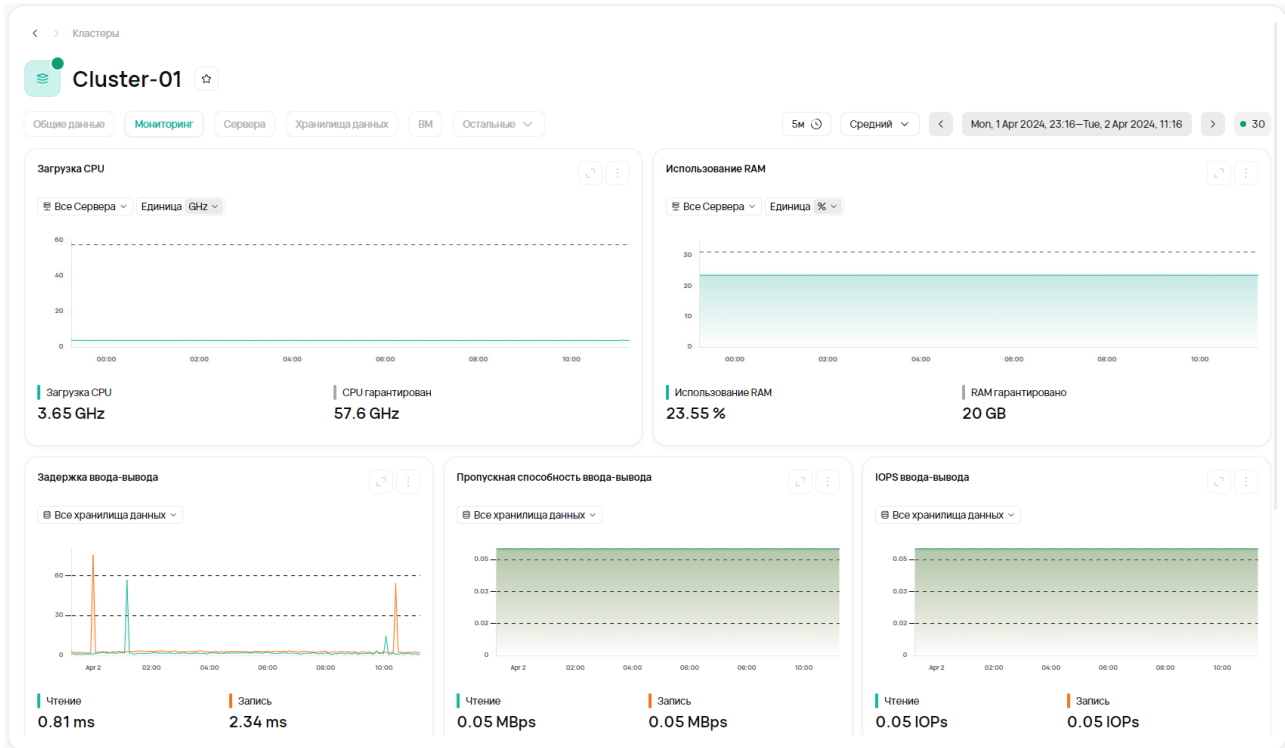 Кластеры
Cluster-01
Общие данные Мониторинг Сервера Хранилища данных ВМ Остальные 5м Средний Mon, 1 Apr 2024, 23:16—Tue, 2 Apr 2024, 11:16 30
Загрузка CPU
Все Сервера Единица GHz
60
40
20
0
00:00 02:00 04:00 06:00 08:00 10:00
Загрузка CPU CPU гарантирован
3.65 GHz 57.6 GHz
Использование RAM
Все Сервера Единица %
30
20
10
0
00:00 02:00 04:00 06:00 08:00 10:00
Использование RAM RAM гарантировано
23.55 % 20 GB
Задержка ввода-вывода
Все хранилища данных
60
30
0
Apr 2 02:00 04:00 06:00 08:00 10:00
Чтение Запись
0.81 ms 2.34 ms
Пропускная способность ввода-вывода
Все хранилища данных
0.05
0.03
0.02
0
Apr 2 02:00 04:00 06:00 08:00 10:00
Чтение Запись
0.05 MBps 0.05 MBps
IOPS ввода-вывода
Все хранилища данных
0.05
0.03
0.02
0
Apr 2 02:00 04:00 06:00 08:00 10:00
Чтение Запись
0.05 IOPs 0.05 IOPs